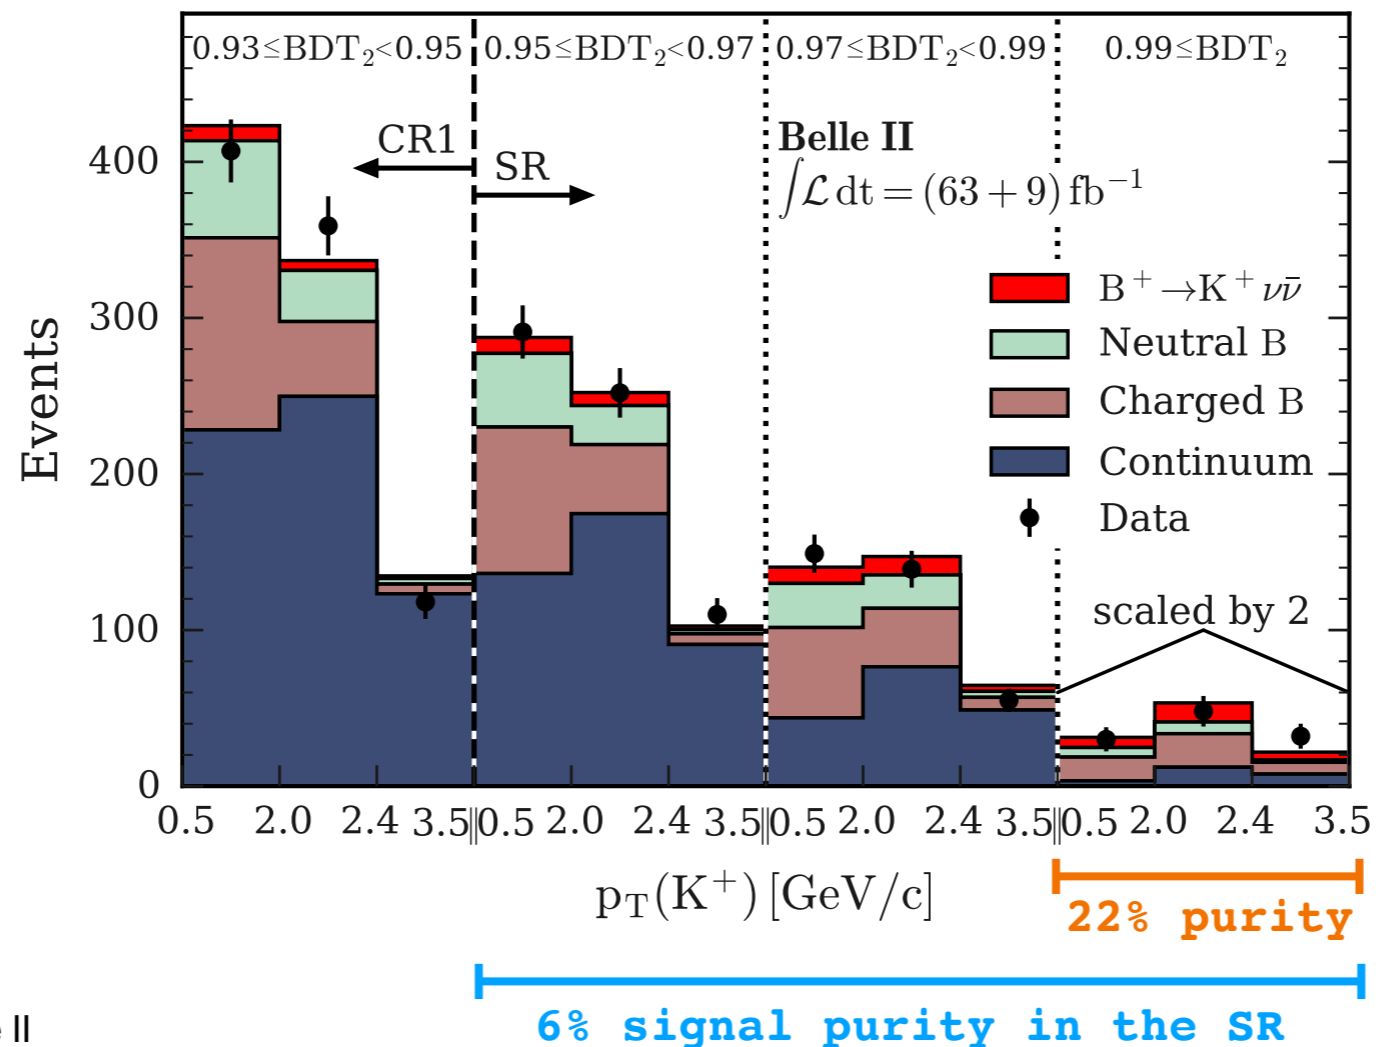 0.93≤BDT₂<0.95 0.95≤BDT₂<0.97 0.97≤BDT₂<0.99 0.99≤BDT₂
CR1
SR
Belle II
∫ℒ dt = (63 + 9) fb⁻¹
B⁺→K⁺νν̄
Neutral B
Charged B
Continuum
Data
scaled by 2
Events
400
300
200
100
0
0.5 2.0 2.4 3.5||0.5 2.0 2.4 3.5||0.5 2.0 2.4 3.5||0.5 2.0 2.4 3.5
p_T(K⁺) [GeV/c]
22% purity
6% signal purity in the SR
II